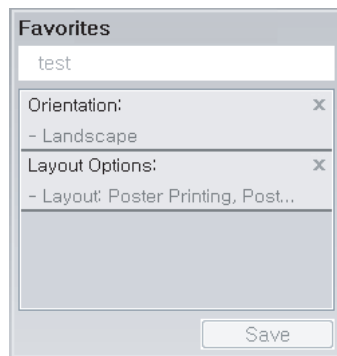 Favorites
test
Orientation: x
- Landscape
Layout Options: x
- Layout: Poster Printing, Post...
Save